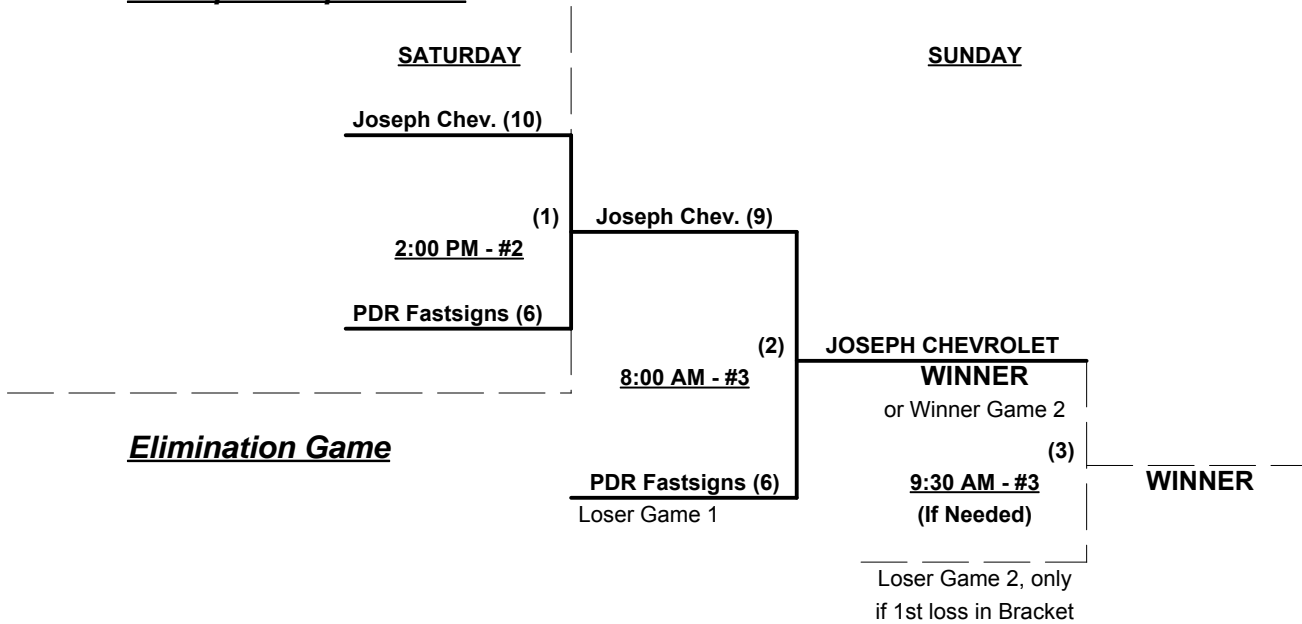 SATURDAY
SUNDAY
Joseph Chev. (10)
(1)
Joseph Chev. (9)
2:00 PM - #2
PDR Fastsigns (6)
(2)
JOSEPH CHEVROLET
8:00 AM - #3
WINNER
or Winner Game 2
Elimination Game
(3)
PDR Fastsigns (6)
9:30 AM - #3
WINNER
Loser Game 1
(If Needed)
Loser Game 2, only
if 1st loss in Bracket